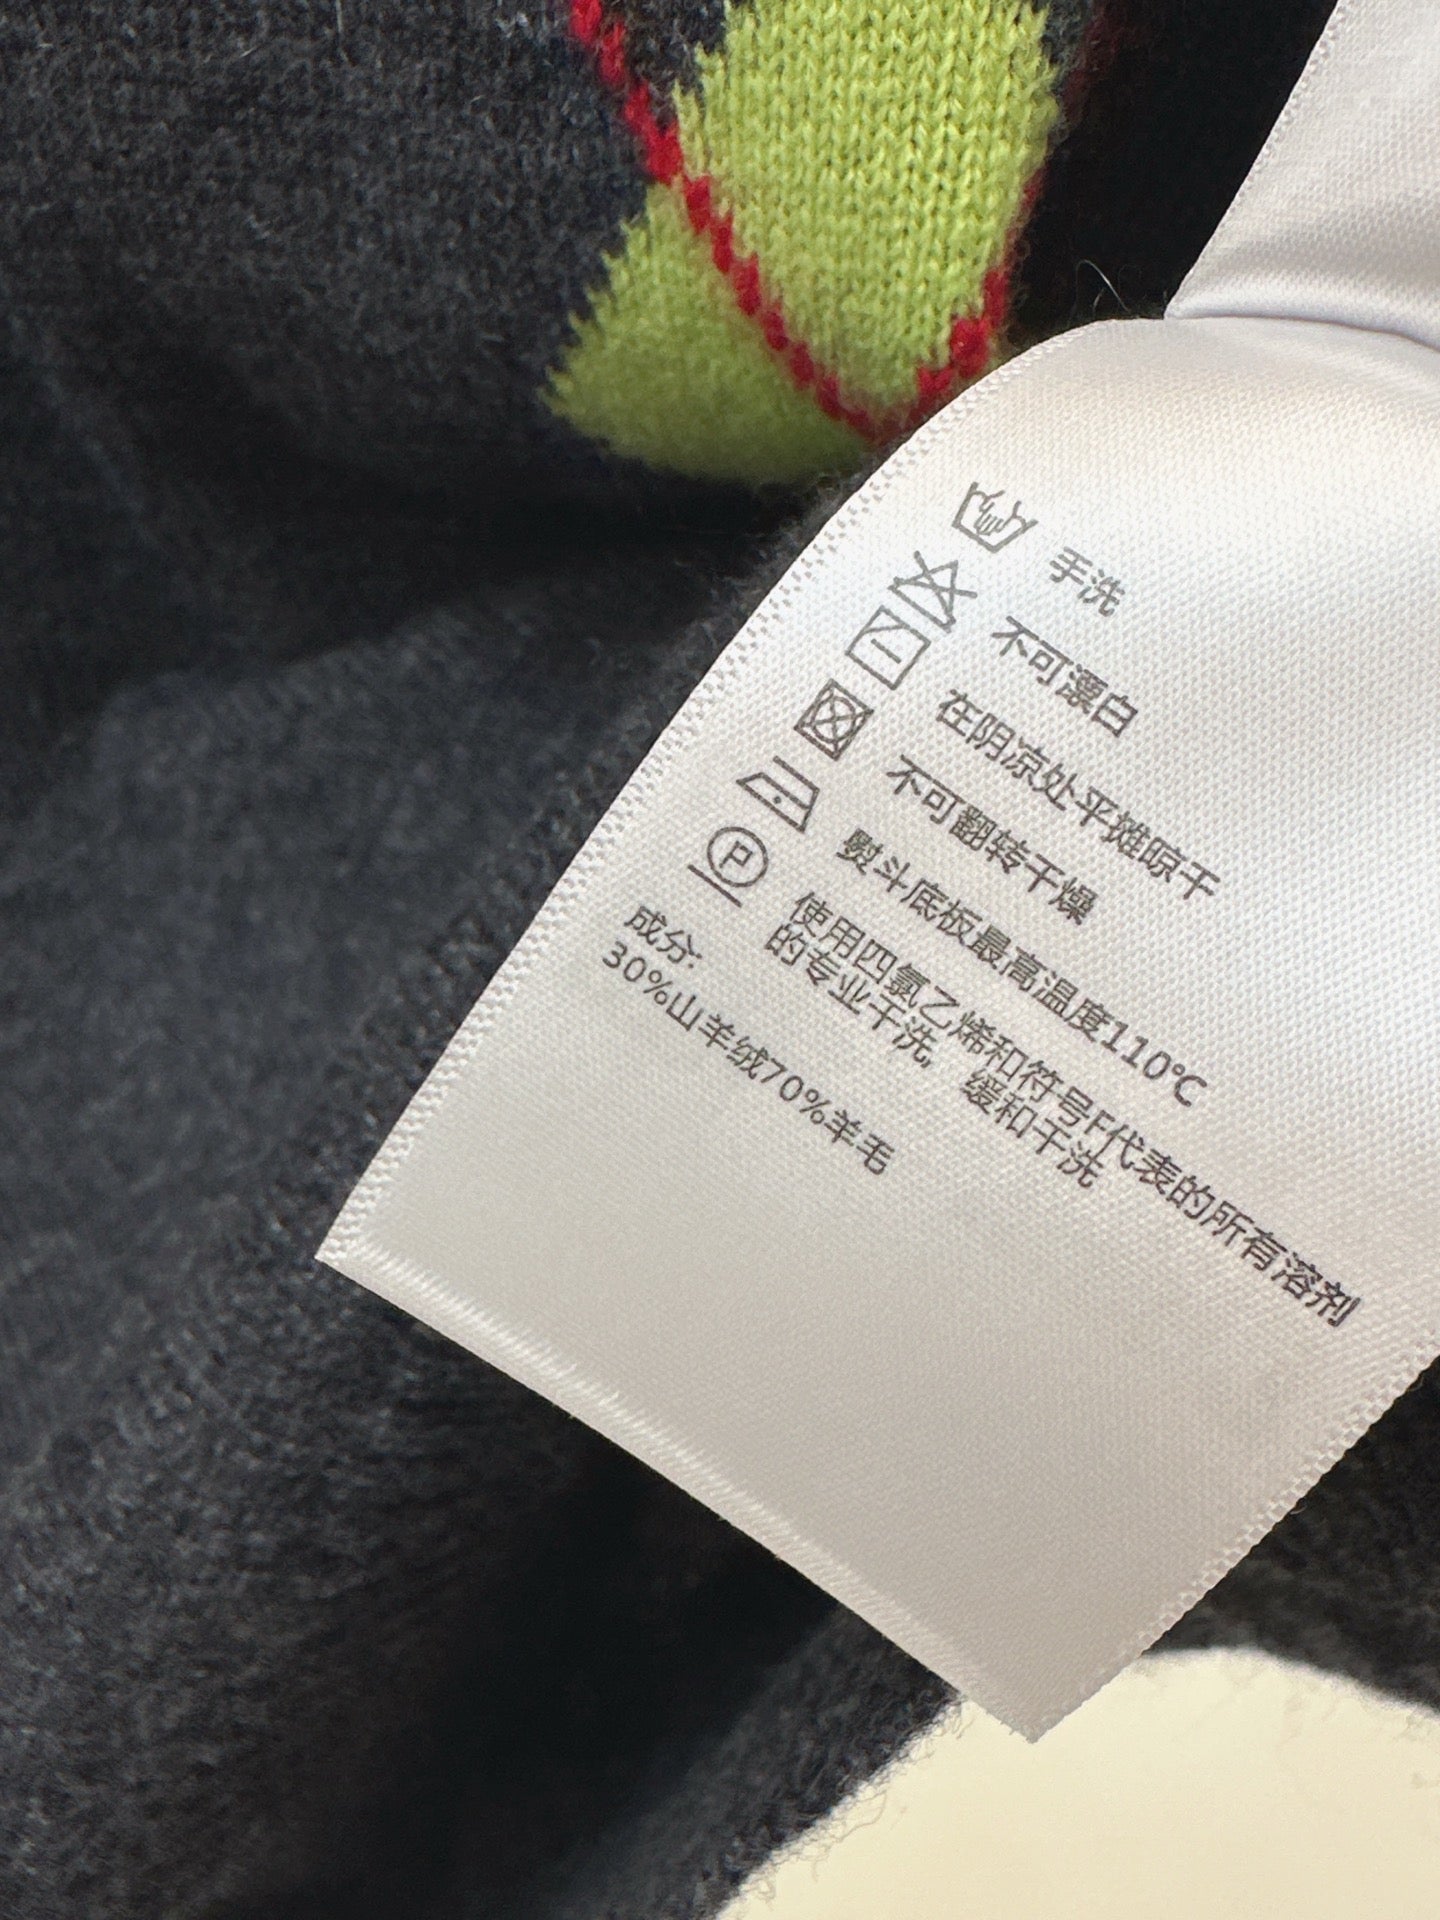 手洗
不可漂白
在阴凉处平摊晾干
不可翻转干燥
熨斗底板最高温度110℃
P
使用四氯乙烯和符号F代表的所有溶剂
的专业干洗，缓和干洗
成分:
30%山羊绒70%羊毛